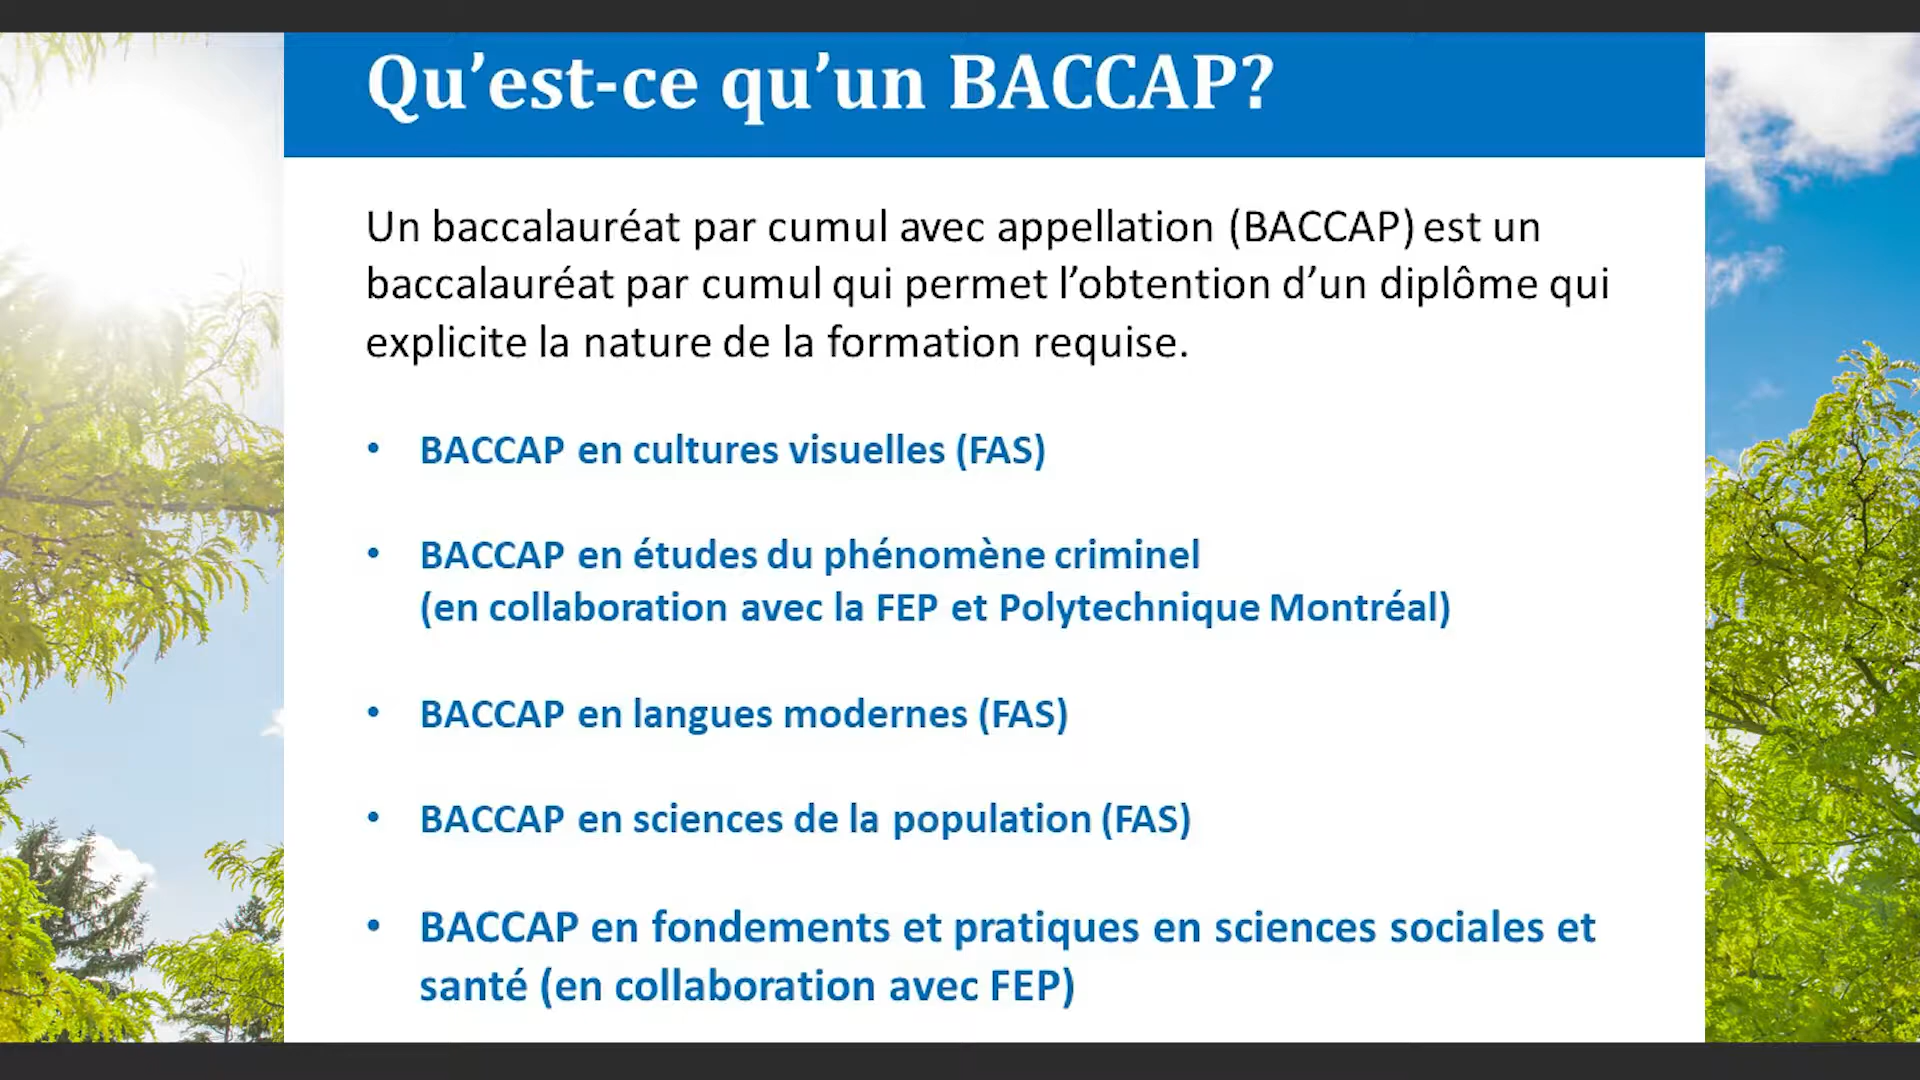 Qu’est-ce qu’un BACCAP?
Un baccalauréat par cumul avec appellation (BACCAP) est un
baccalauréat par cumul qui permet l’obtention d’un diplôme qui
explicite la nature de la formation requise.
• BACCAP en cultures visuelles (FAS)
• BACCAP en études du phénomène criminel
(en collaboration avec la FEP et Polytechnique Montréal)
• BACCAP en langues modernes (FAS)
• BACCAP en sciences de la population (FAS)
• BACCAP en fondements et pratiques en sciences sociales et
santé (en collaboration avec FEP)